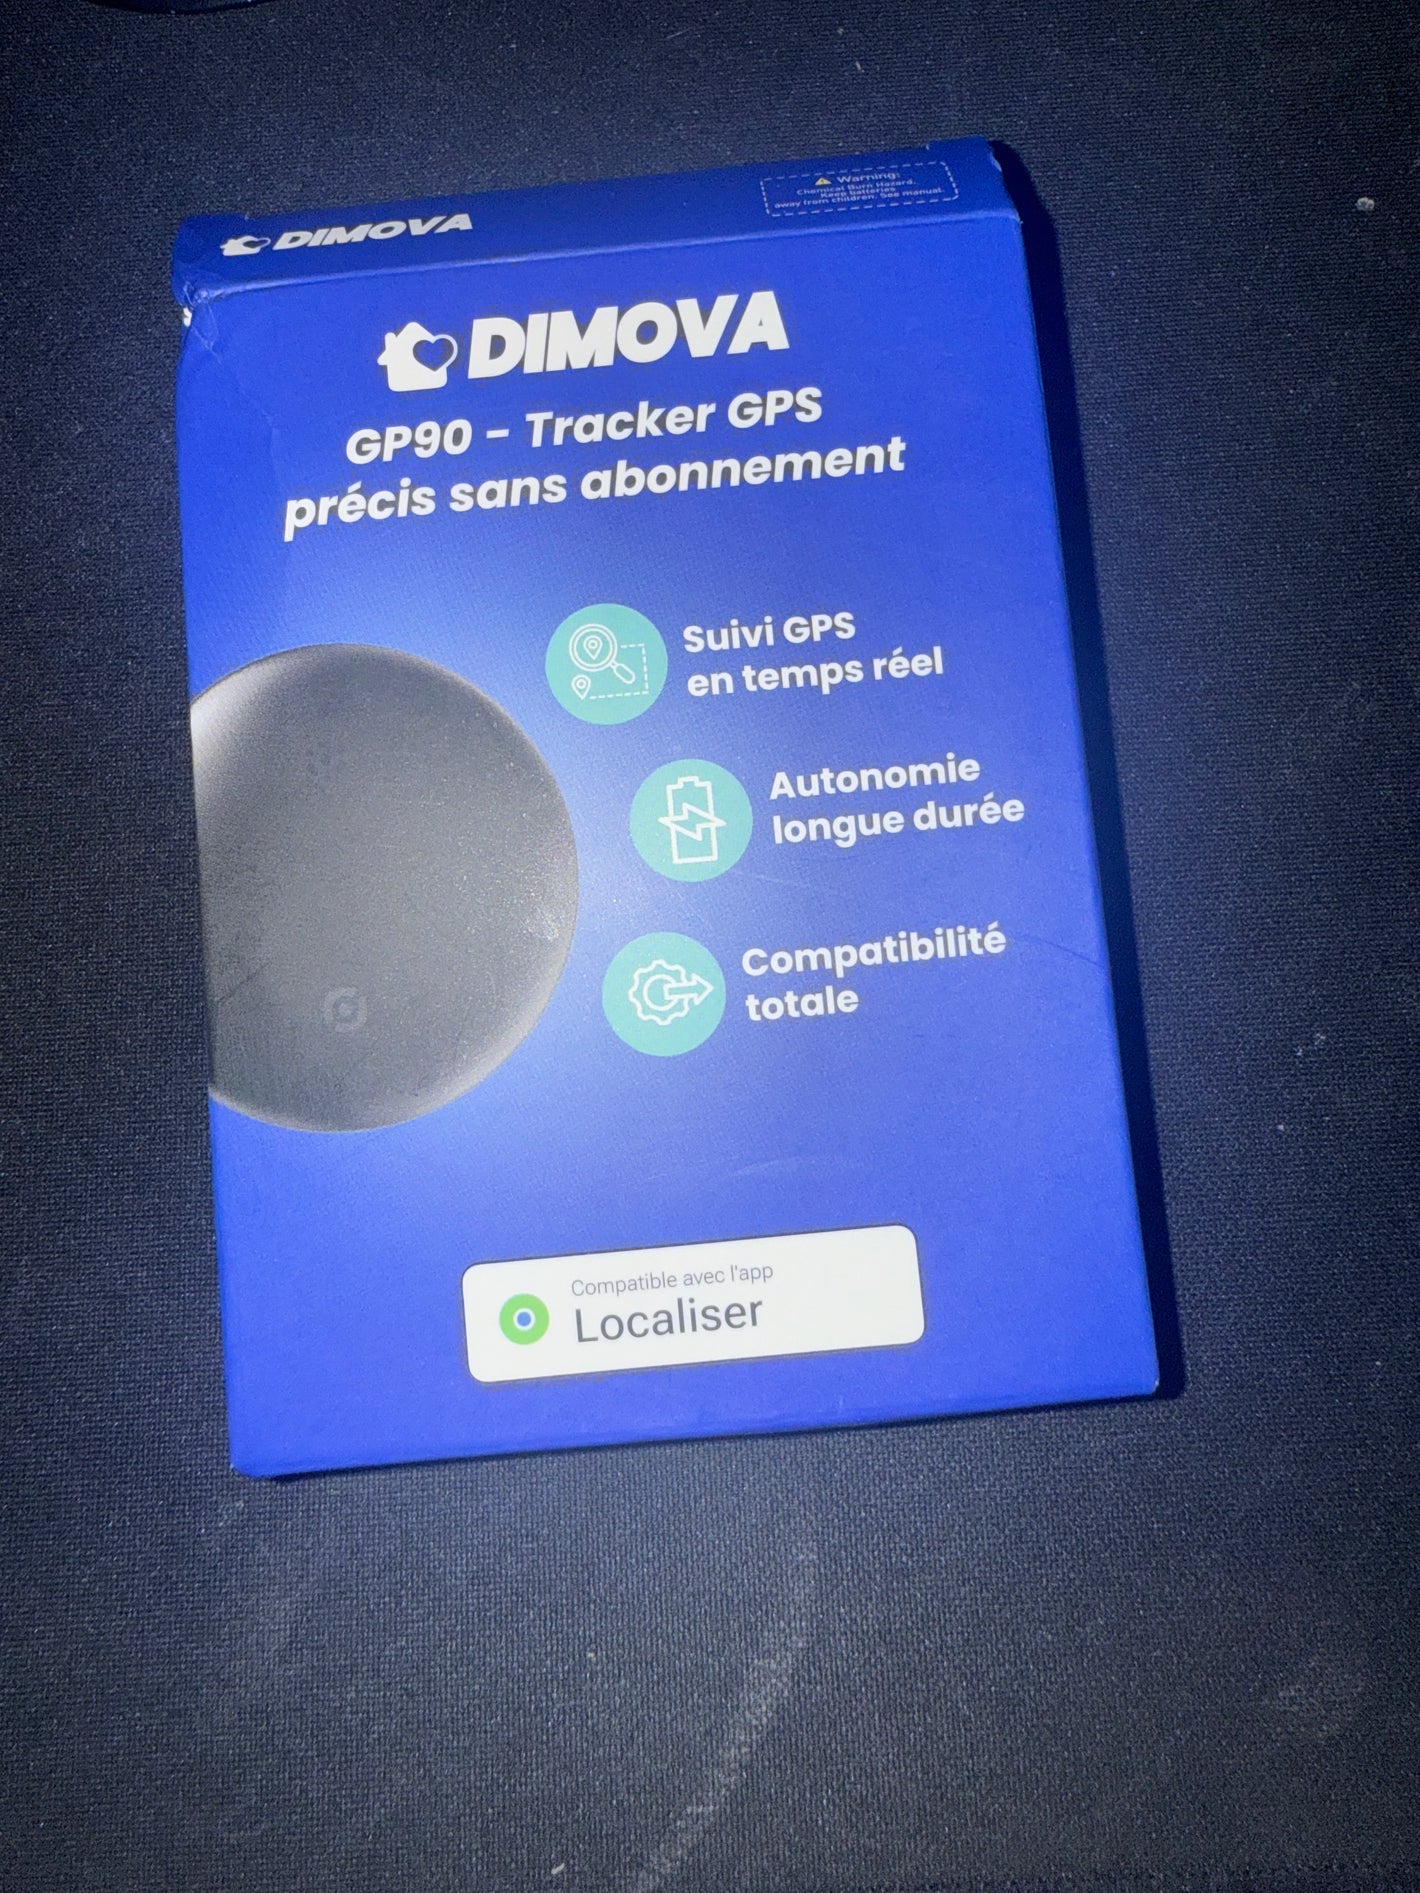 DIMOVA
Warning:
Chemical Burn Hazard.
Keep batteries
away from children. See manual.
DIMOVA
GP90 - Tracker GPS
précis sans abonnement
Suivi GPS
en temps réel
Autonomie
longue durée
Compatibilité
totale
Compatible avec l'app
Localiser